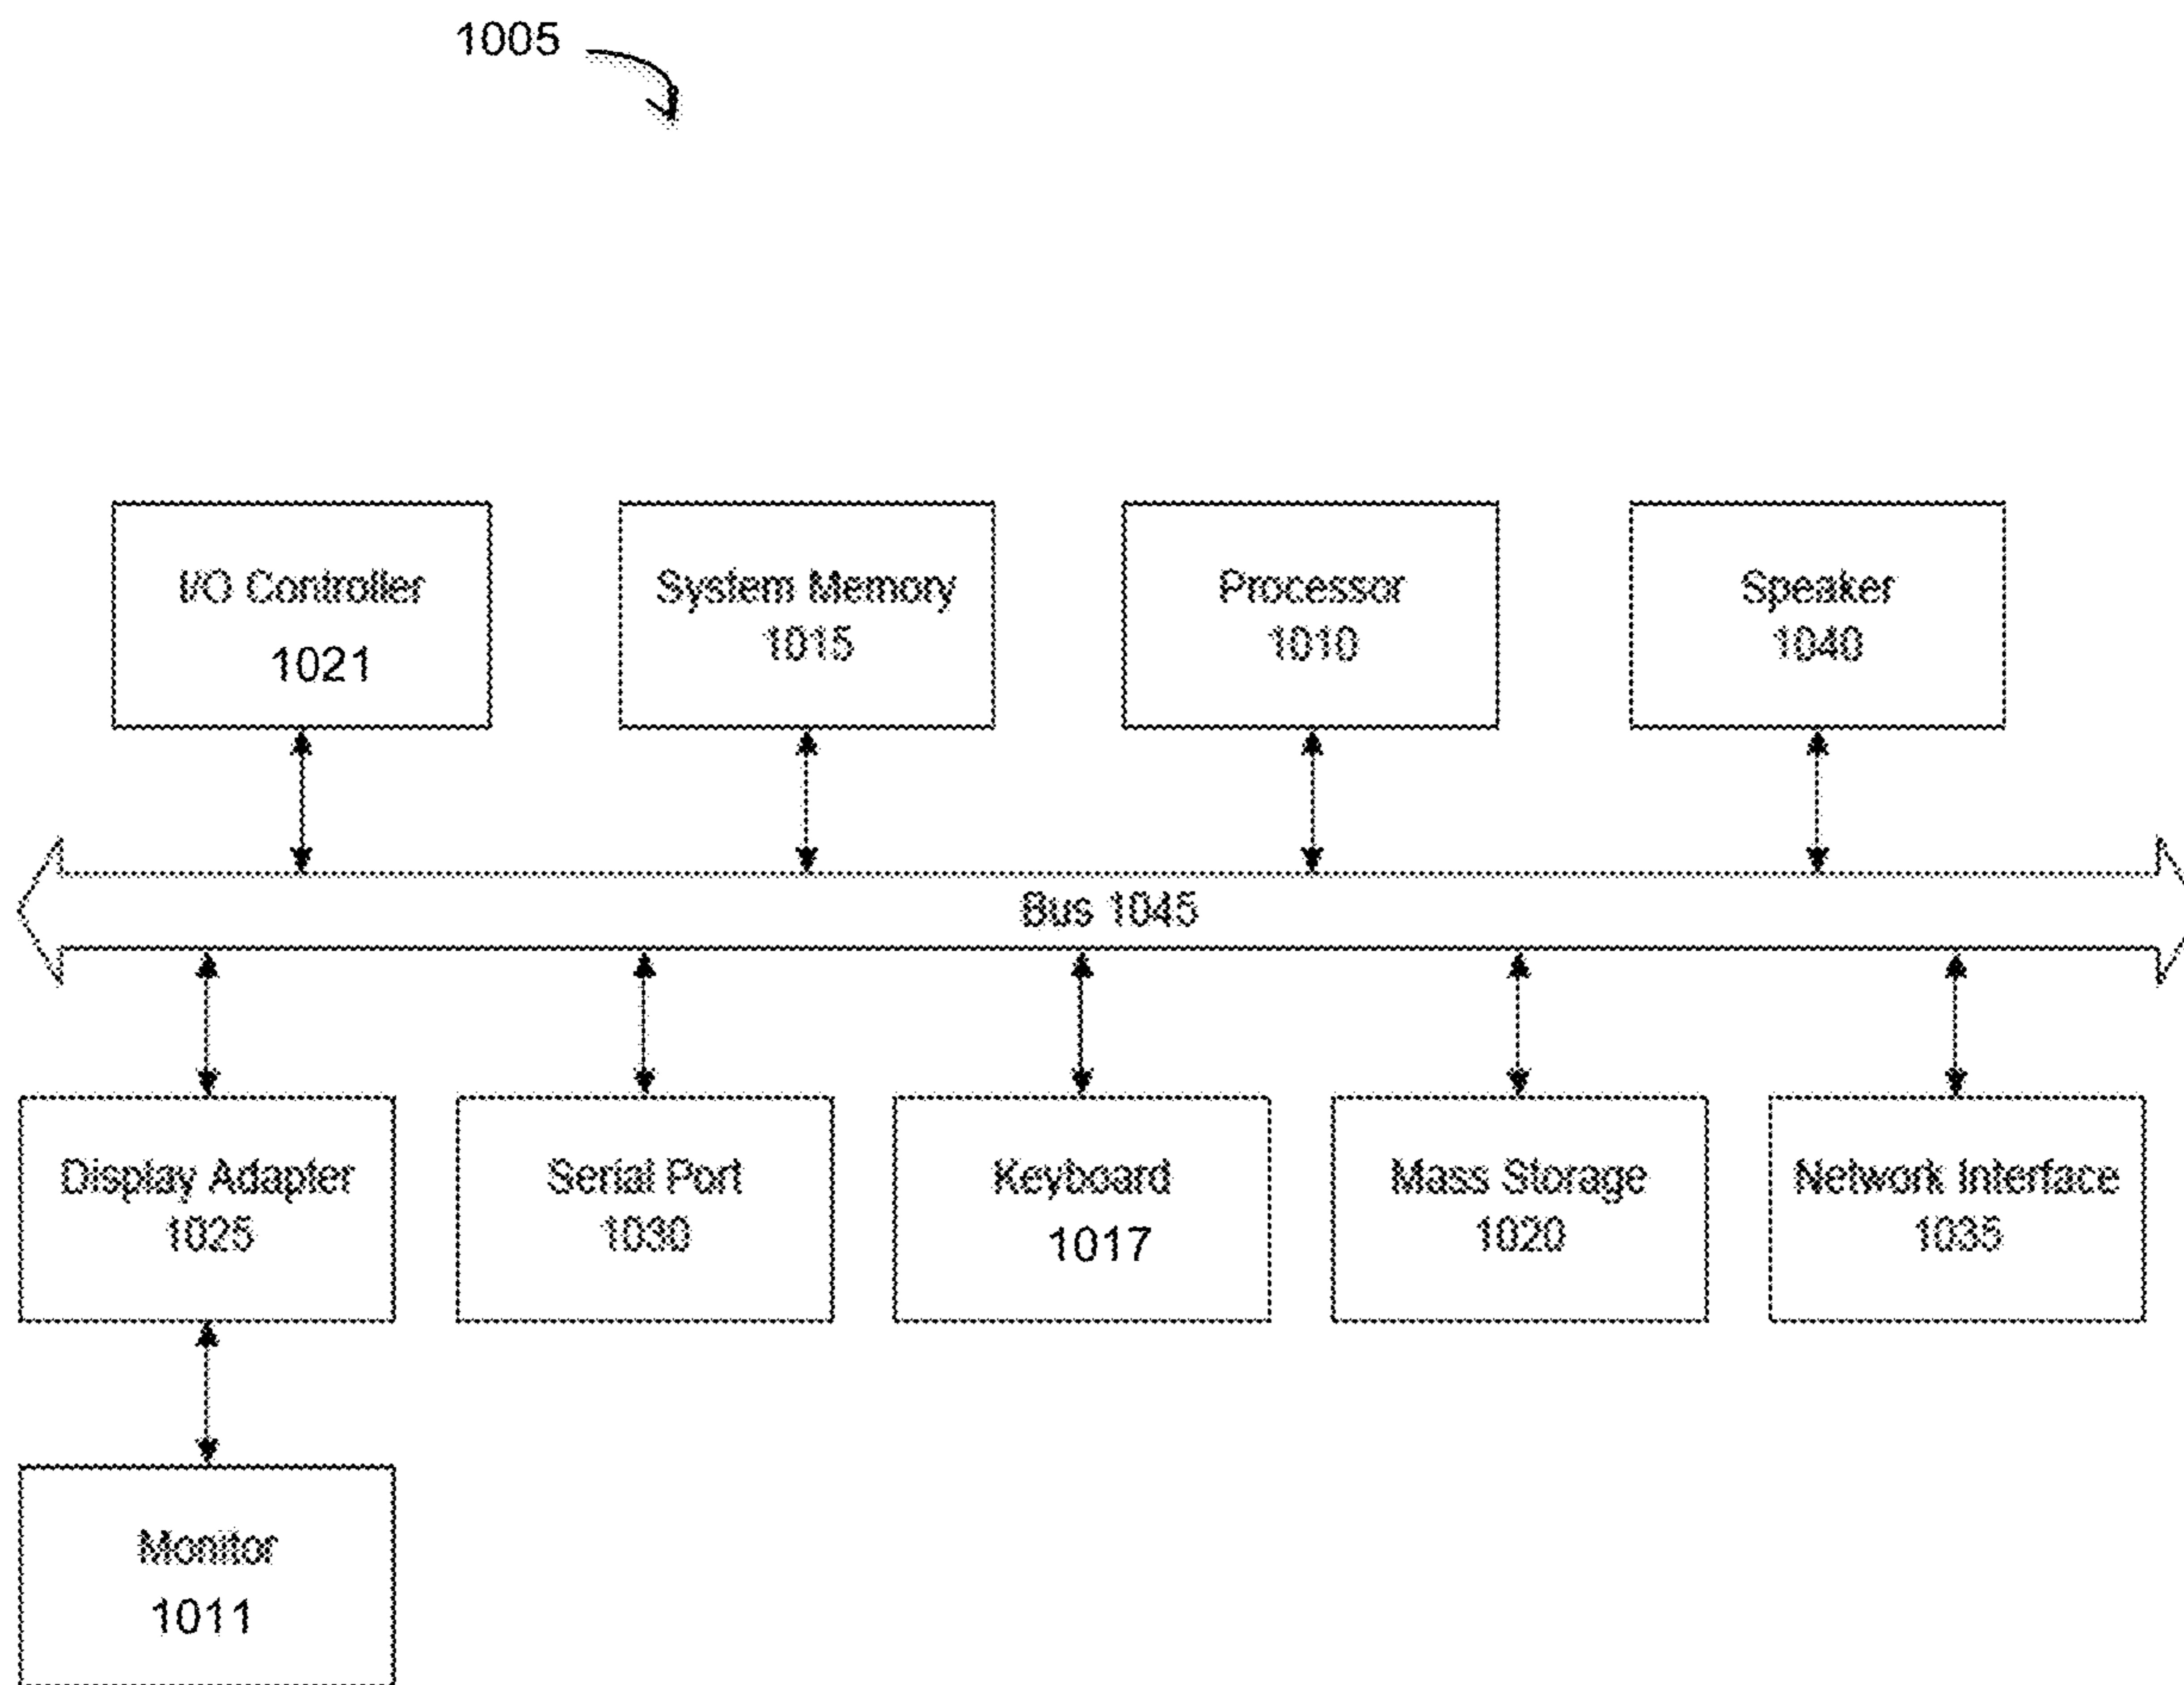 1005
I/O Controller
1021
System Memory
1015
Processor
1010
Speaker
1040
Bus 1045
Display Adapter
1025
Serial Port
1030
Keyboard
1017
Mass Storage
1020
Network Interface
1035
Monitor
1011